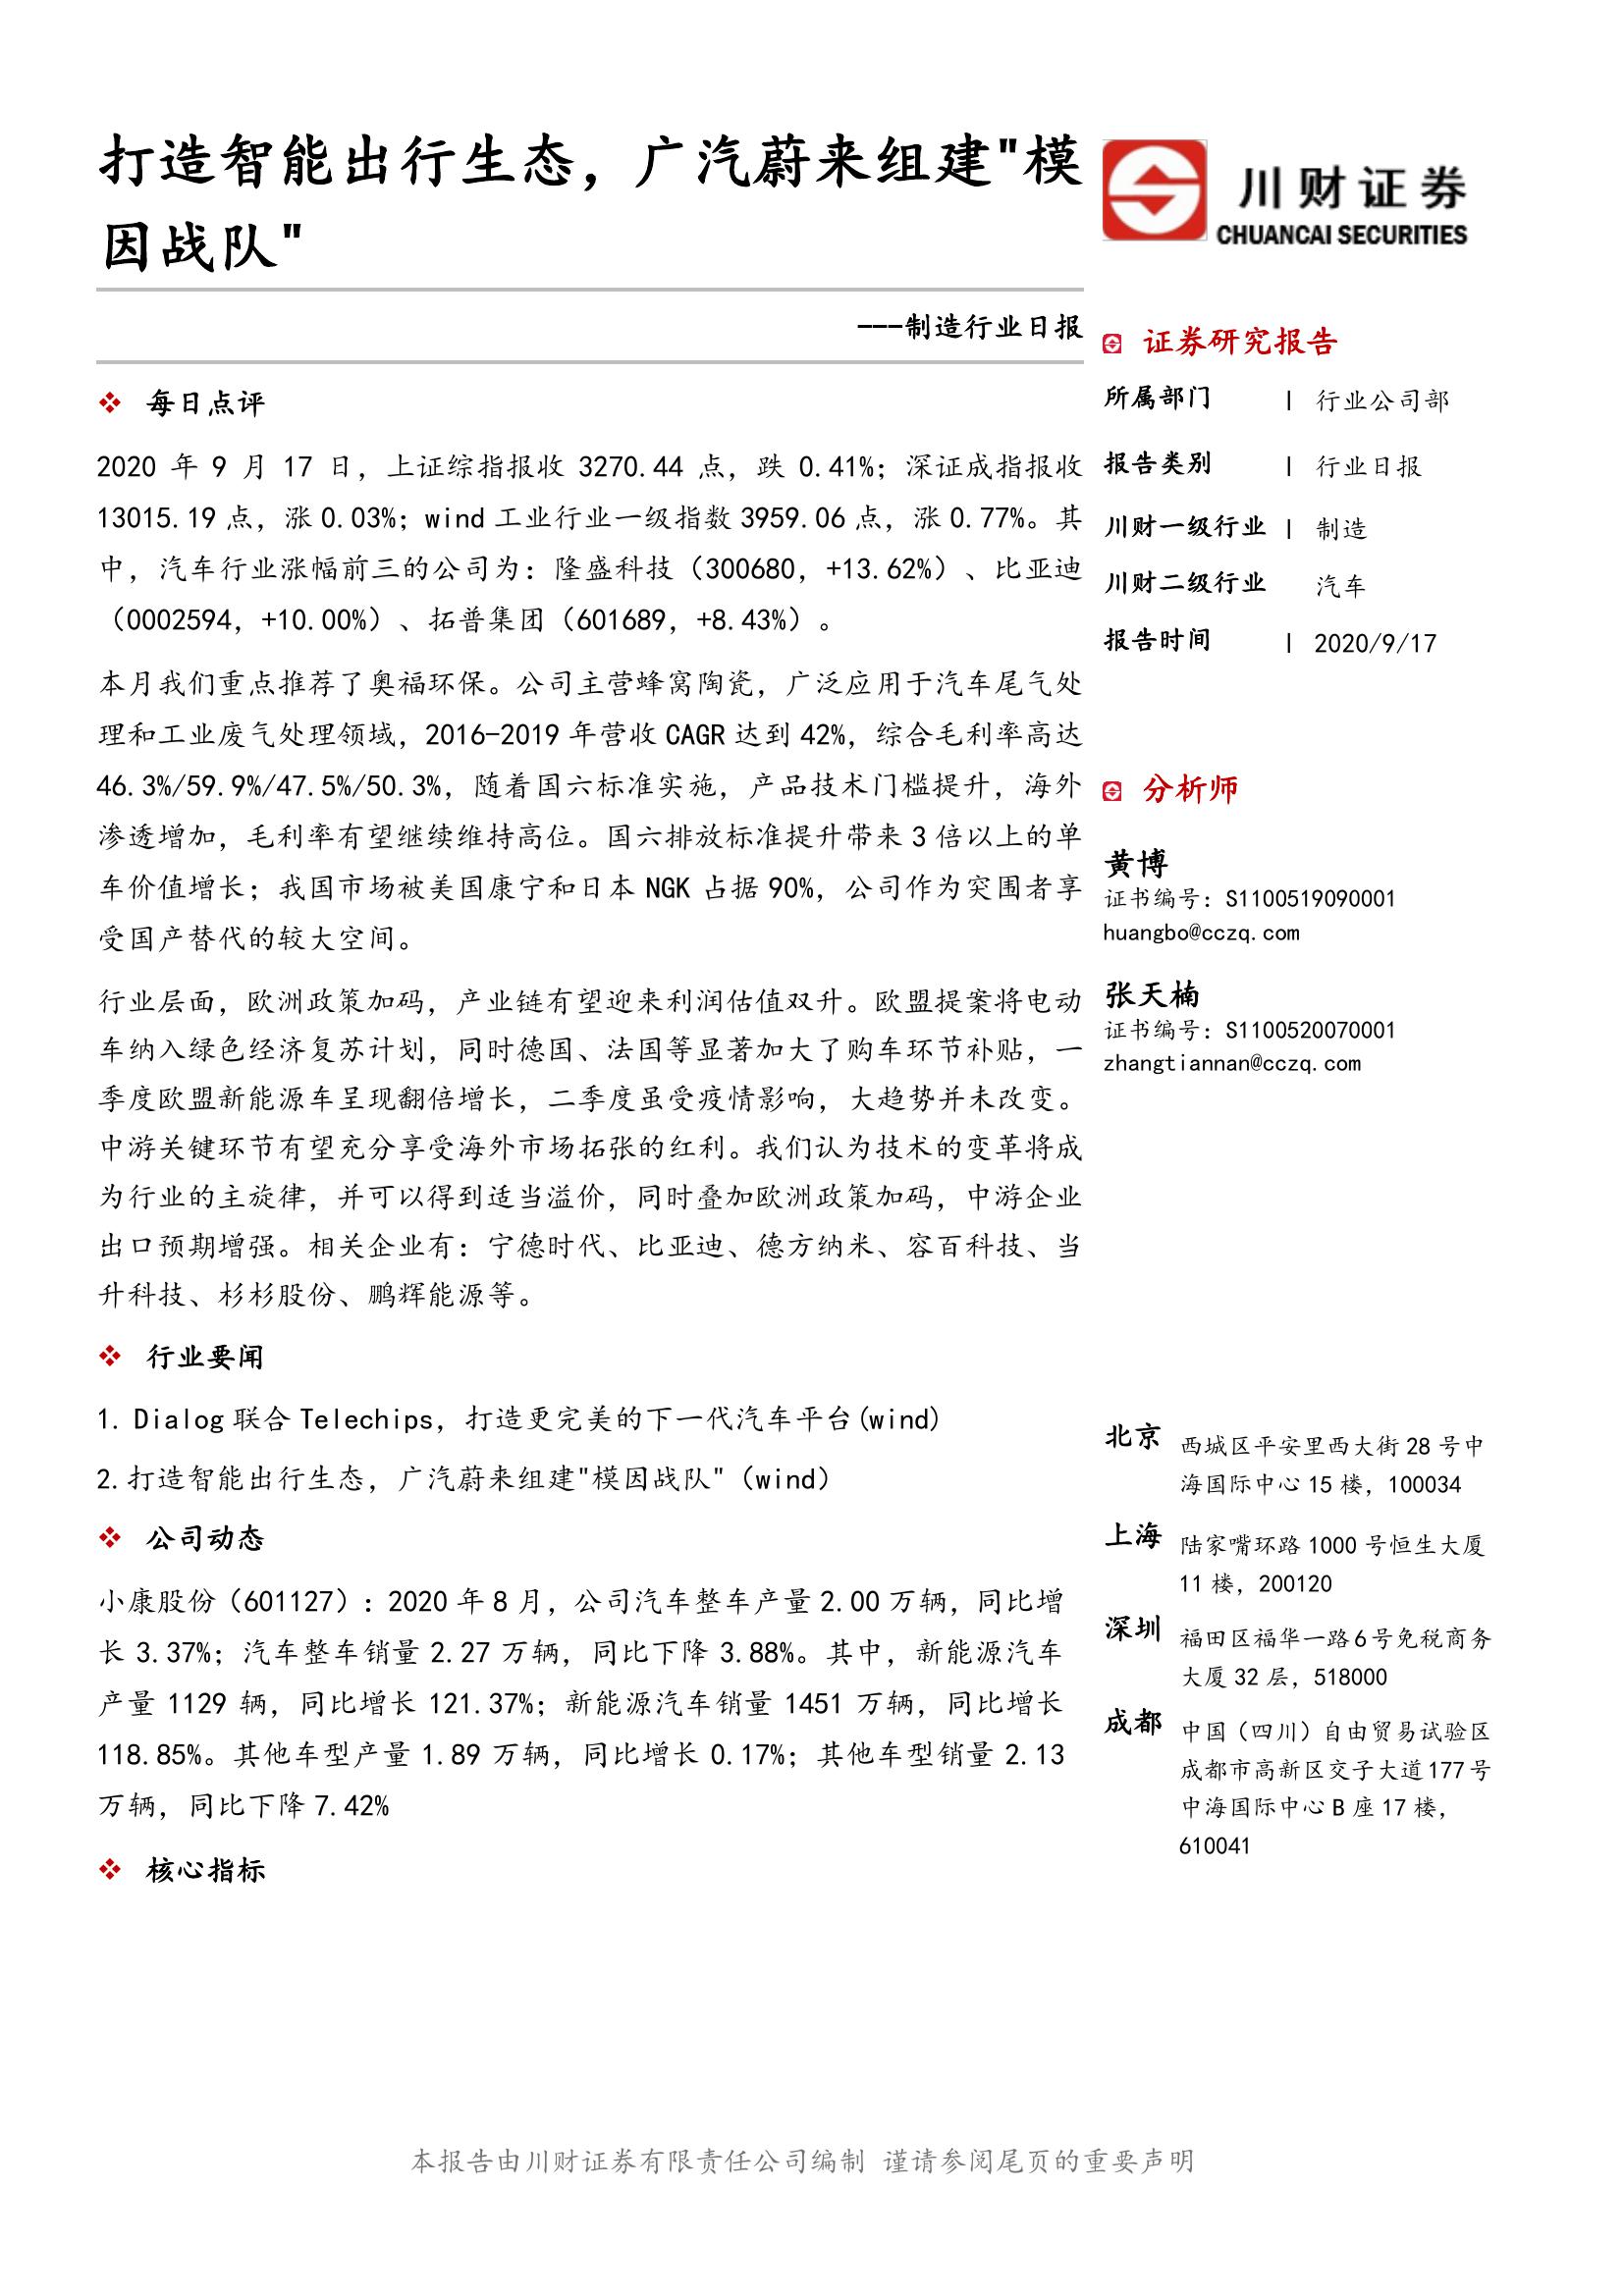 打造智能出行生态，广汽蔚来组建"模
因战队"
---制造行业日报
❖ 每日点评
2020 年 9 月 17 日，上证综指报收 3270.44 点，跌 0.41%；深证成指报收
13015.19 点，涨 0.03%；wind 工业行业一级指数 3959.06 点，涨 0.77%。其
中，汽车行业涨幅前三的公司为：隆盛科技（300680，+13.62%）、比亚迪
（0002594，+10.00%）、拓普集团（601689，+8.43%）。
本月我们重点推荐了奥福环保。公司主营蜂窝陶瓷，广泛应用于汽车尾气处
理和工业废气处理领域，2016-2019 年营收 CAGR 达到 42%，综合毛利率高达
46.3%/59.9%/47.5%/50.3%，随着国六标准实施，产品技术门槛提升，海外
渗透增加，毛利率有望继续维持高位。国六排放标准提升带来 3 倍以上的单
车价值增长；我国市场被美国康宁和日本 NGK 占据 90%，公司作为突围者享
受国产替代的较大空间。
行业层面，欧洲政策加码，产业链有望迎来利润估值双升。欧盟提案将电动
车纳入绿色经济复苏计划，同时德国、法国等显著加大了购车环节补贴，一
季度欧盟新能源车呈现翻倍增长，二季度虽受疫情影响，大趋势并未改变。
中游关键环节有望充分享受海外市场拓张的红利。我们认为技术的变革将成
为行业的主旋律，并可以得到适当溢价，同时叠加欧洲政策加码，中游企业
出口预期增强。相关企业有：宁德时代、比亚迪、德方纳米、容百科技、当
升科技、杉杉股份、鹏辉能源等。
❖ 行业要闻
1. Dialog 联合 Telechips，打造更完美的下一代汽车平台(wind)
2.打造智能出行生态，广汽蔚来组建"模因战队"（wind）
❖ 公司动态
小康股份（601127）：2020 年 8 月，公司汽车整车产量 2.00 万辆，同比增
长 3.37%；汽车整车销量 2.27 万辆，同比下降 3.88%。其中，新能源汽车
产量 1129 辆，同比增长 121.37%；新能源汽车销量 1451 万辆，同比增长
118.85%。其他车型产量 1.89 万辆，同比增长 0.17%；其他车型销量 2.13
万辆，同比下降 7.42%
❖ 核心指标
川财证券
CHUANCAI SECURITIES
证券研究报告
所属部门 | 行业公司部
报告类别 | 行业日报
川财一级行业 | 制造
川财二级行业 汽车
报告时间 | 2020/9/17
分析师
黄博
证书编号：S1100519090001
huangbo@cczq.com
张天楠
证书编号：S1100520070001
zhangtiannan@cczq.com
北京 西城区平安里西大街 28 号中
海国际中心 15 楼，100034
上海 陆家嘴环路 1000 号恒生大厦
11 楼，200120
深圳 福田区福华一路 6 号免税商务
大厦 32 层，518000
成都 中国（四川）自由贸易试验区
成都市高新区交子大道 177 号
中海国际中心 B 座 17 楼，
610041
本报告由川财证券有限责任公司编制 谨请参阅尾页的重要声明